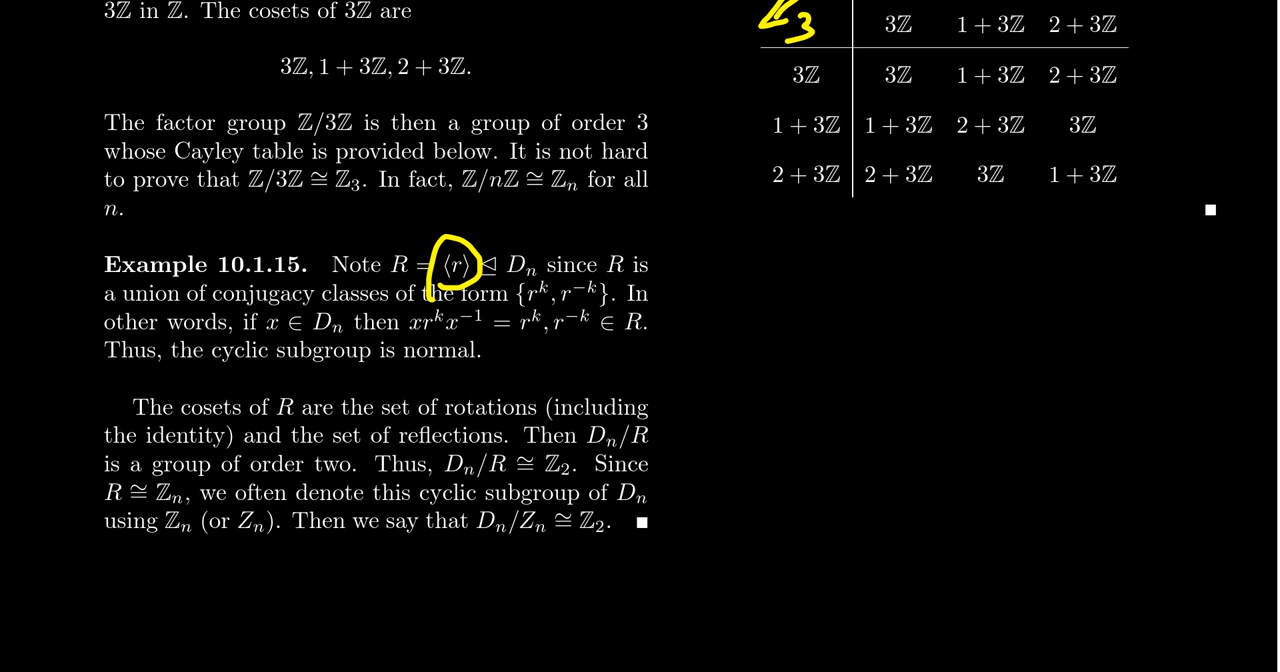 3ℤ in ℤ. The cosets of 3ℤ are
3ℤ, 1 + 3ℤ, 2 + 3ℤ.
The factor group ℤ/3ℤ is then a group of order 3
whose Cayley table is provided below. It is not hard
to prove that ℤ/3ℤ ≅ ℤ₃. In fact, ℤ/nℤ ≅ ℤₙ for all
n.
Example 10.1.15. Note R = ⟨r⟩ ⊴ Dₙ since R is
a union of conjugacy classes of the form {rᵏ, r⁻ᵏ}. In
other words, if x ∈ Dₙ then xrᵏx⁻¹ = rᵏ, r⁻ᵏ ∈ R.
Thus, the cyclic subgroup is normal.
The cosets of R are the set of rotations (including
the identity) and the set of reflections. Then Dₙ/R
is a group of order two. Thus, Dₙ/R ≅ ℤ₂. Since
R ≅ ℤₙ, we often denote this cyclic subgroup of Dₙ
using ℤₙ (or Zₙ). Then we say that Dₙ/Zₙ ≅ ℤ₂. ■
3ℤ 1 + 3ℤ 2 + 3ℤ
3ℤ 3ℤ 1 + 3ℤ 2 + 3ℤ
1 + 3ℤ 1 + 3ℤ 2 + 3ℤ 3ℤ
2 + 3ℤ 2 + 3ℤ 3ℤ 1 + 3ℤ
■